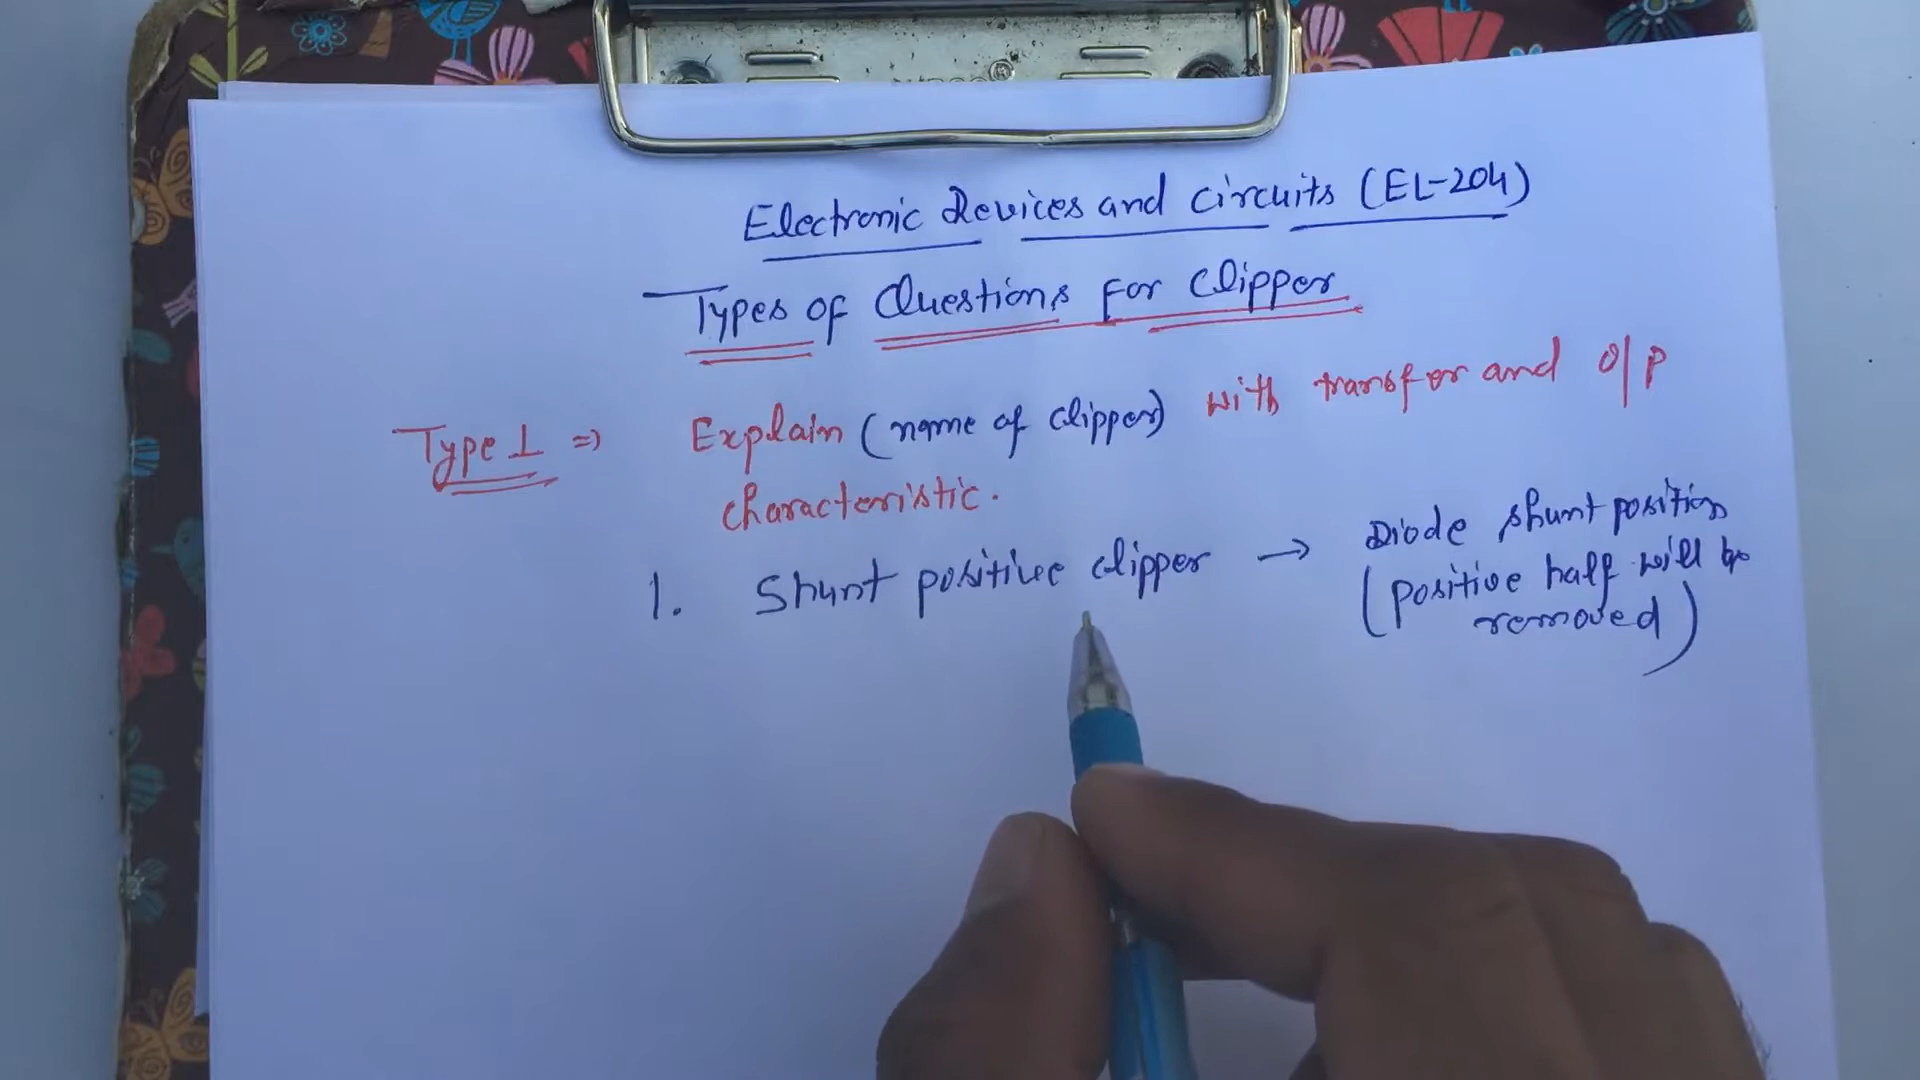 Electronic Devices and Circuits (EL-204)
Types of Questions for Clipper
Type 1 ⇒ Explain (name of clipper) with transfer and o/p
characteristic.
1. Shunt positive clipper → Diode shunt position
(positive half will be
removed)